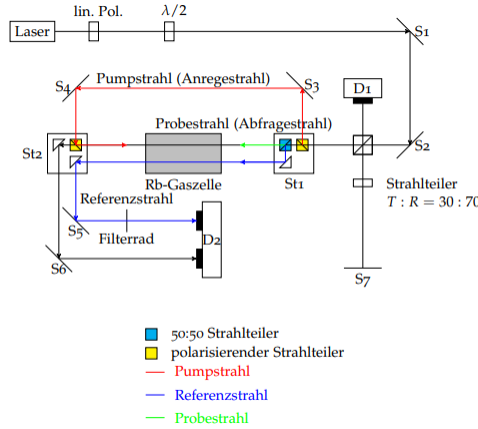 lin. Pol.
λ/2
Laser
S1
S4
Pumpstrahl (Anregestrahl)
S3
D1
Probestrahl (Abfragestrahl)
St2
S2
Rb-Gaszelle
St1
Strahlteiler
T : R = 30 : 70
Referenzstrahl
S5
Filterrad
D2
S6
S7
50:50 Strahlteiler
polarisierender Strahlteiler
Pumpstrahl
Referenzstrahl
Probestrahl